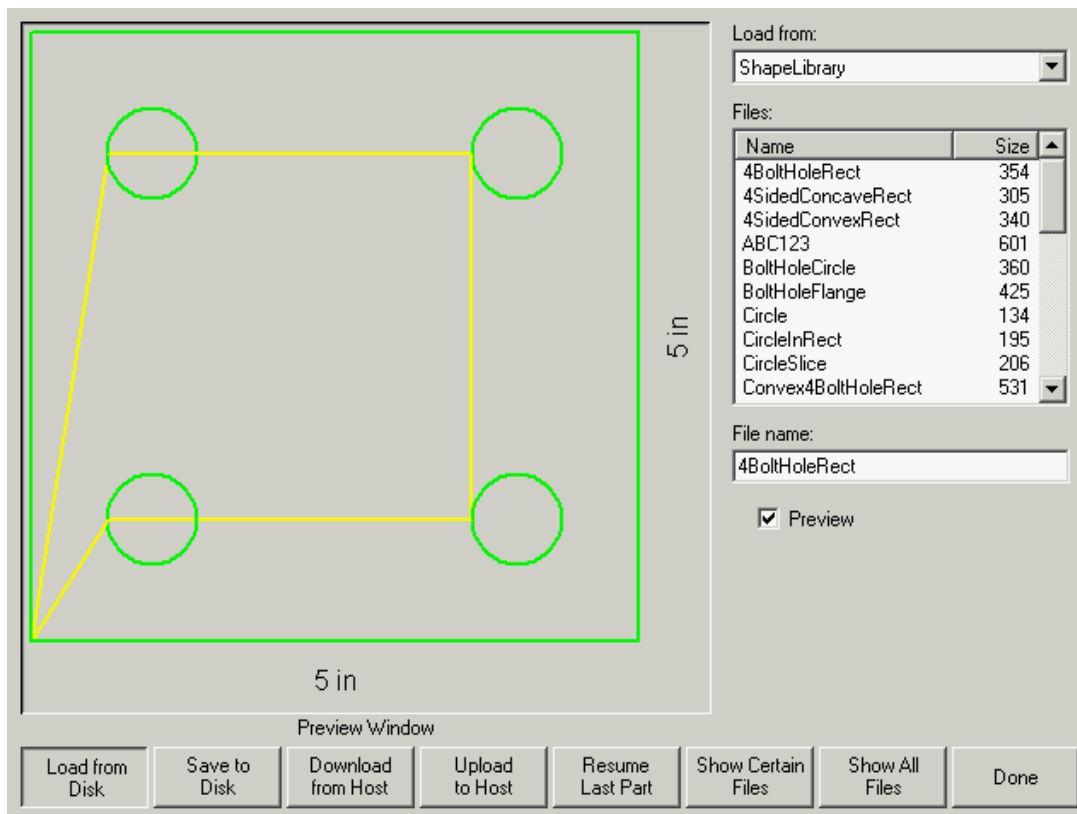 Load from:
ShapeLibrary
Files:
Name Size
4BoltHoleRect 354
4SidedConcaveRect 305
4SidedConvexRect 340
ABC123 601
BoltHoleCircle 360
BoltHoleFlange 425
Circle 134
CircleInRect 195
CircleSlice 206
Convex4BoltHoleRect 531
File name:
4BoltHoleRect
Preview
5 in
5 in
Preview Window
Load from
Disk
Save to
Disk
Download
from Host
Upload
to Host
Resume
Last Part
Show Certain
Files
Show All
Files
Done